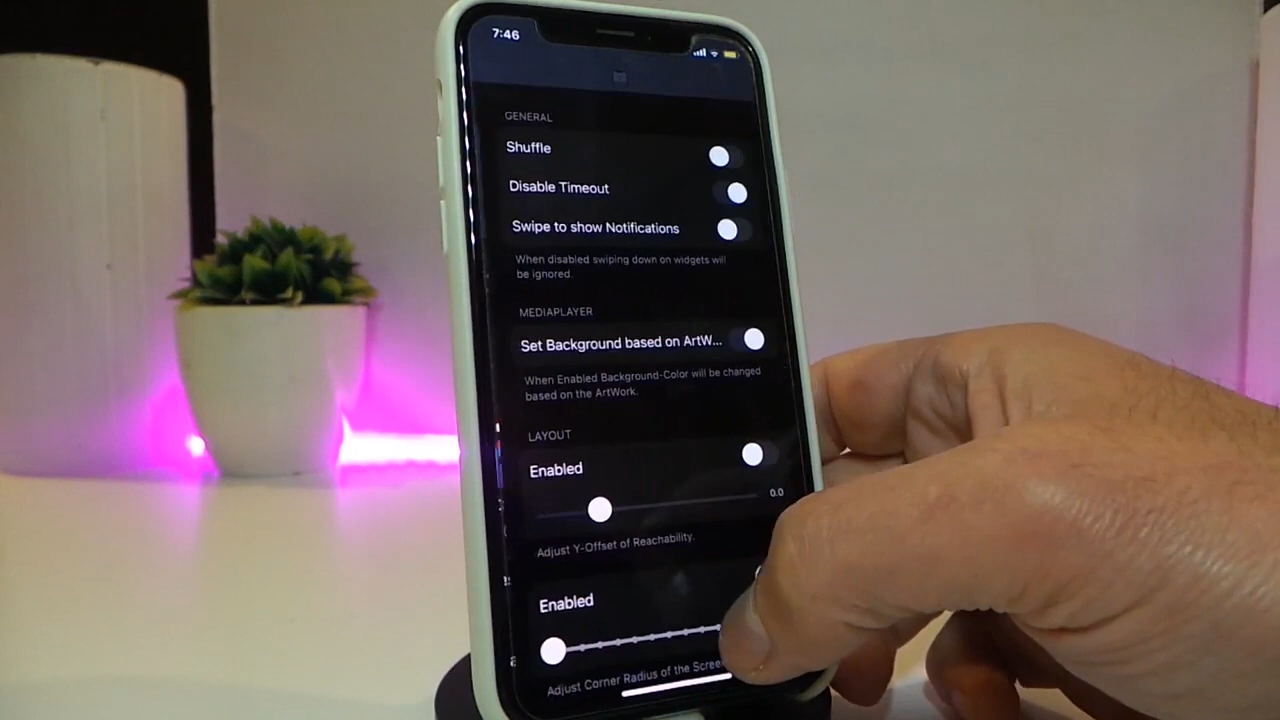 7:46
GENERAL
Shuffle
Disable Timeout
Swipe to show Notifications
When disabled swiping down on widgets will
be ignored.
MEDIAPLAYER
Set Background based on ArtW...
When Enabled Background-Color will be changed
based on the ArtWork.
LAYOUT
Enabled
0.0
Adjust Y-Offset of Reachability.
Enabled
Adjust Corner Radius of the Scree